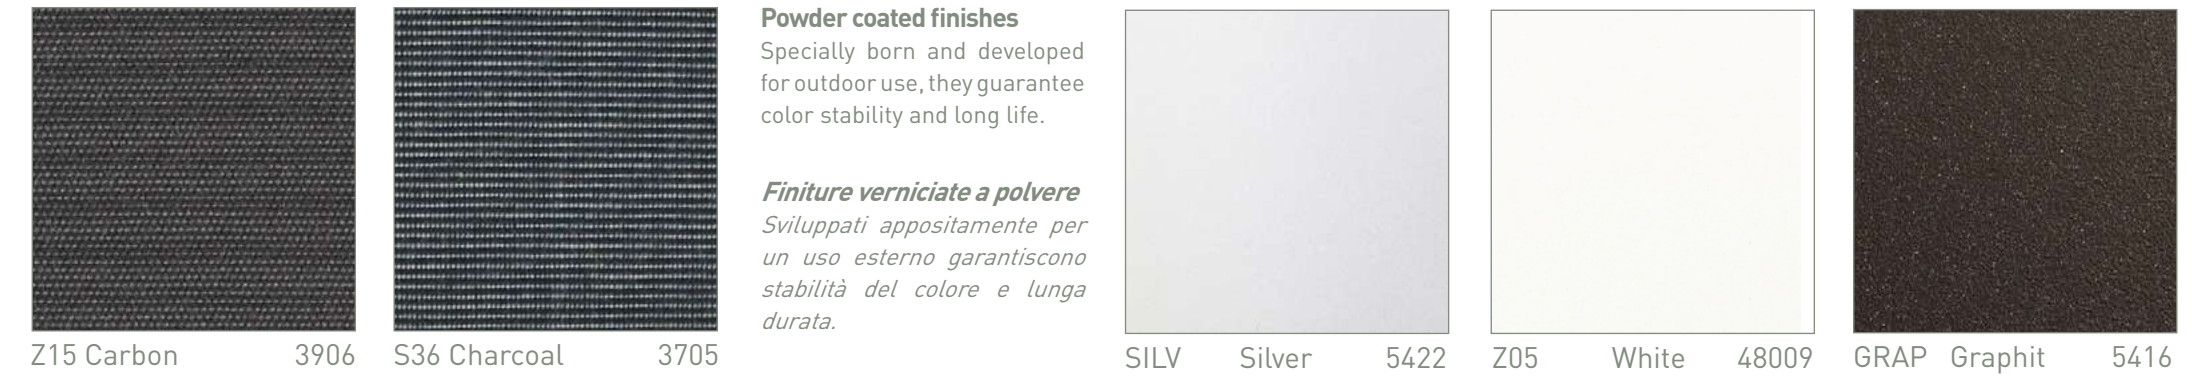 Z15 Carbon 3906
S36 Charcoal 3705
Powder coated finishes
Specially born and developed
for outdoor use, they guarantee
color stability and long life.
Finiture verniciate a polvere
Sviluppati appositamente per
un uso esterno garantiscono
stabilità del colore e lunga
durata.
SILV Silver 5422
Z05 White 48009
GRAP Graphit 5416